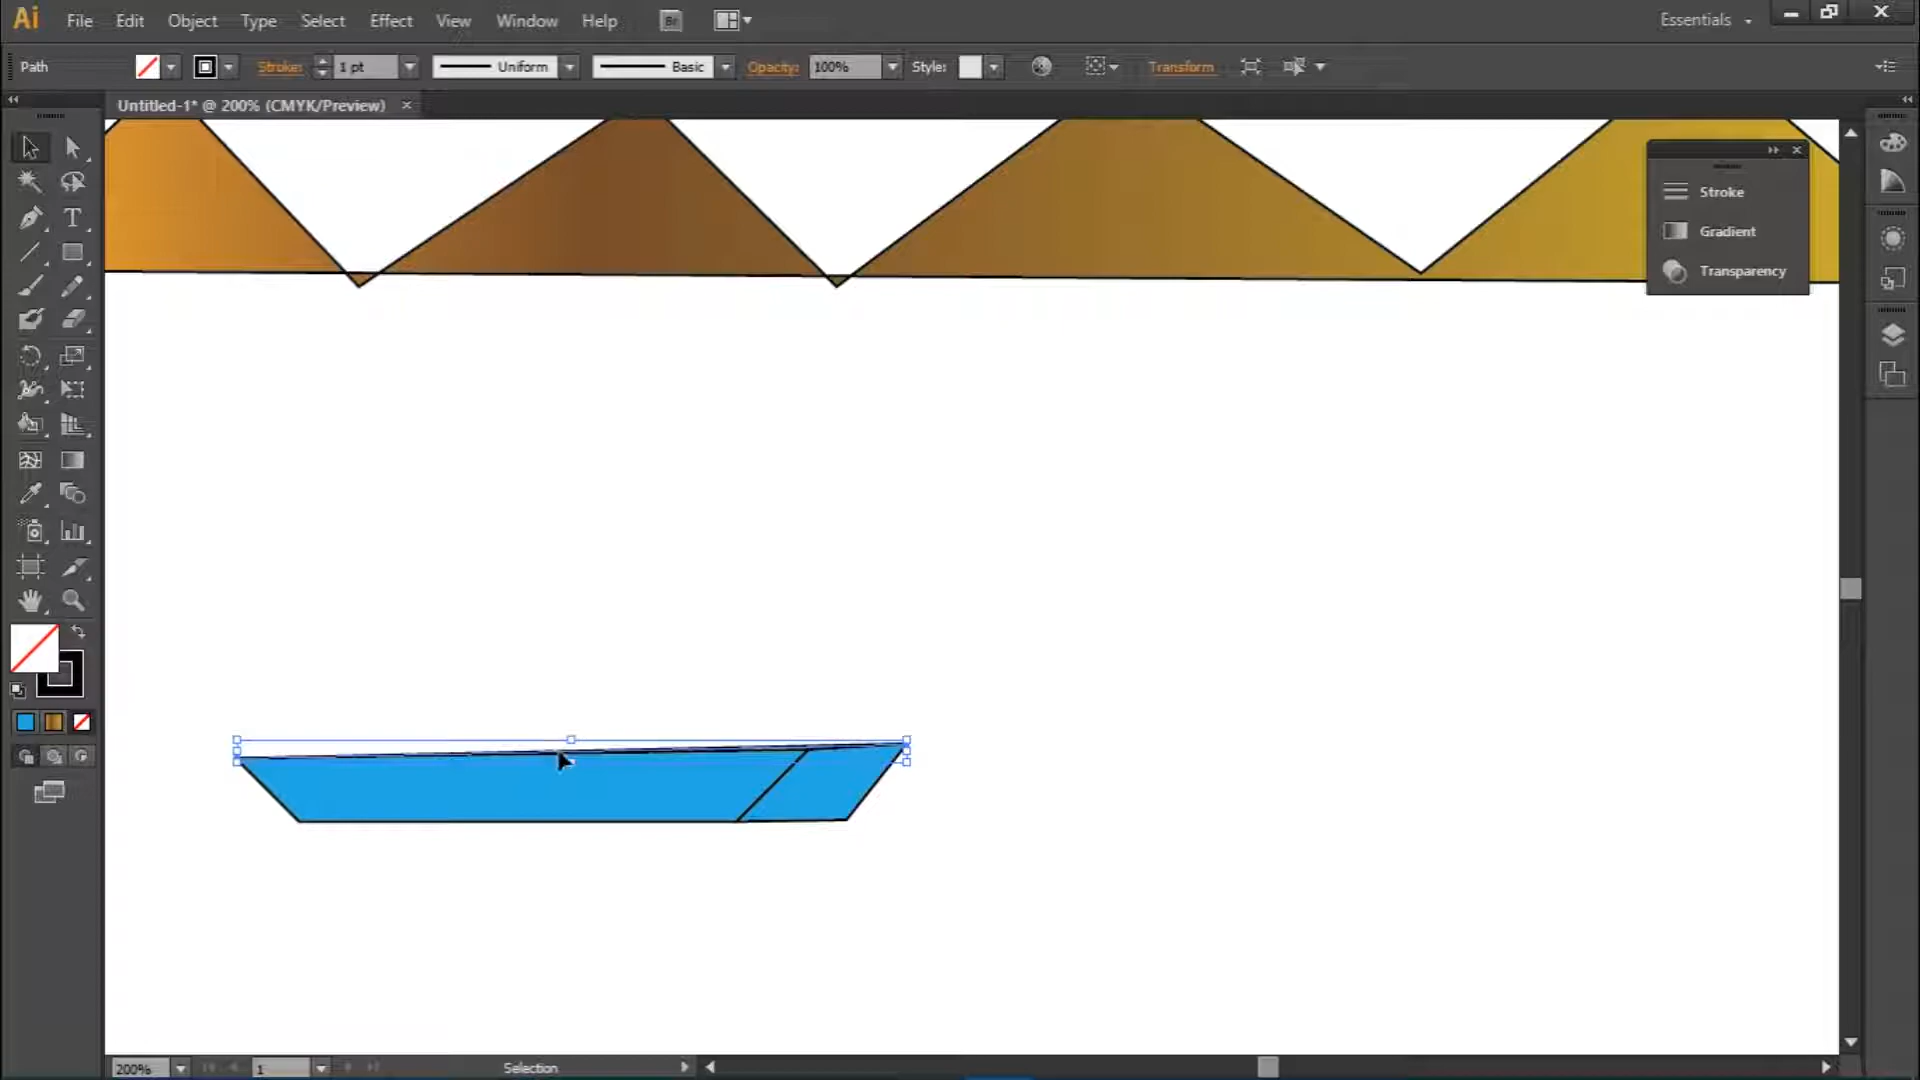 Ai File Edit Object Type Select Effect View Window Help Br Essentials
Path Stroke: 1 pt Uniform Basic Opacity: 100% Style: Transform
Untitled-1* @ 200% (CMYK/Preview)
Stroke
Gradient
Transparency
T
200% 1 Selection